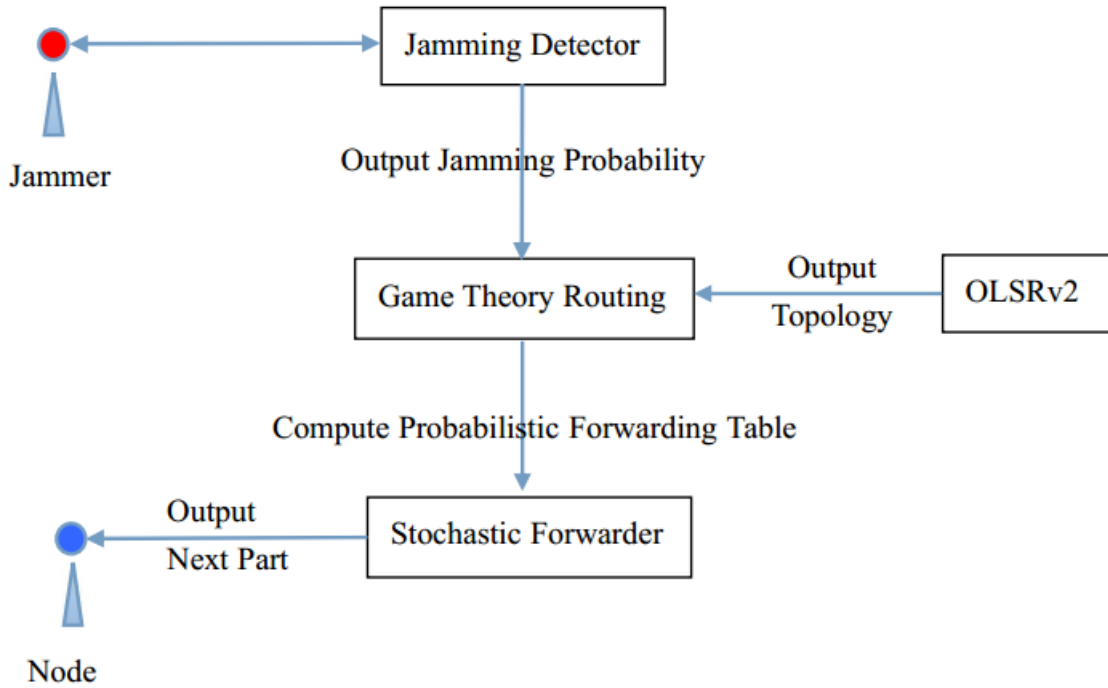 Jamming Detector
Jammer
Output Jamming Probability
Game Theory Routing
Output
Topology
OLSRv2
Compute Probabilistic Forwarding Table
Output
Next Part
Stochastic Forwarder
Node